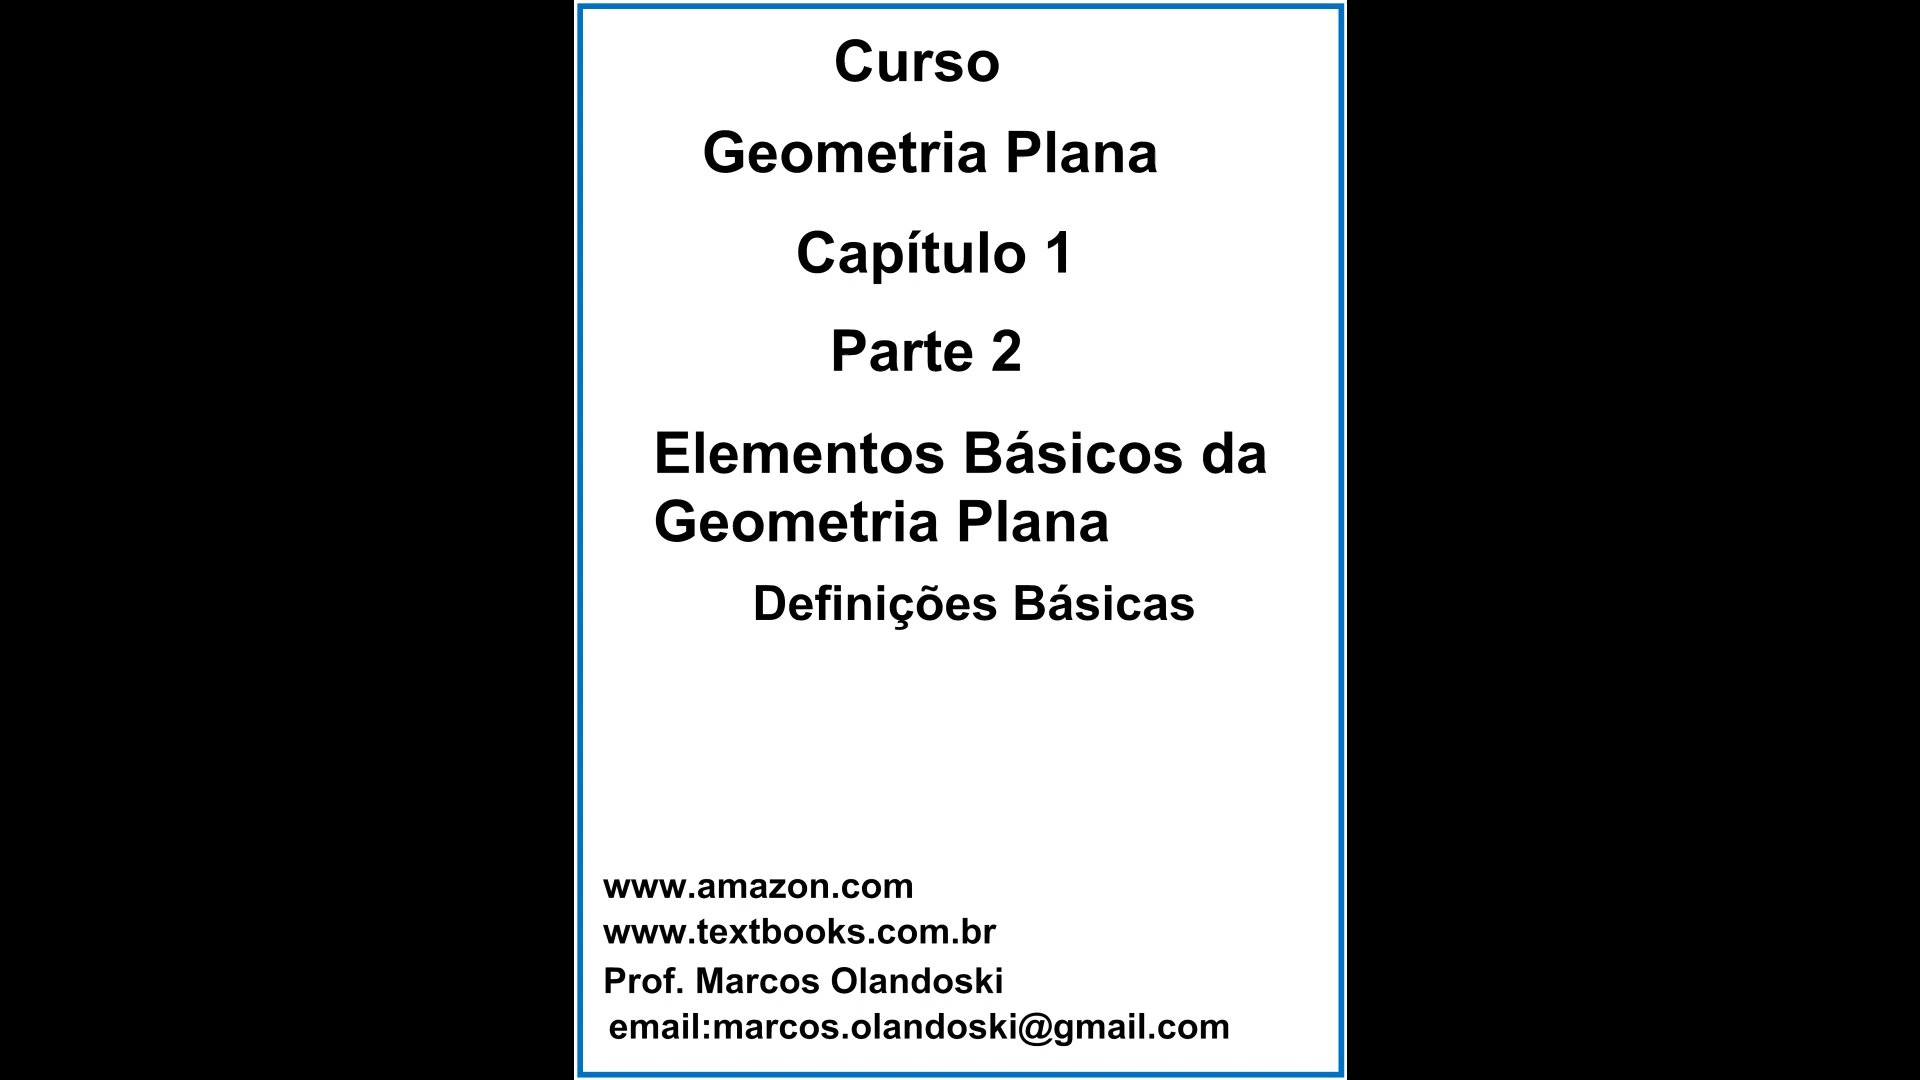 Curso
Geometria Plana
Capítulo 1
Parte 2
Elementos Básicos da
Geometria Plana
Definições Básicas
www.amazon.com
www.textbooks.com.br
Prof. Marcos Olandoski
email:marcos.olandoski@gmail.com